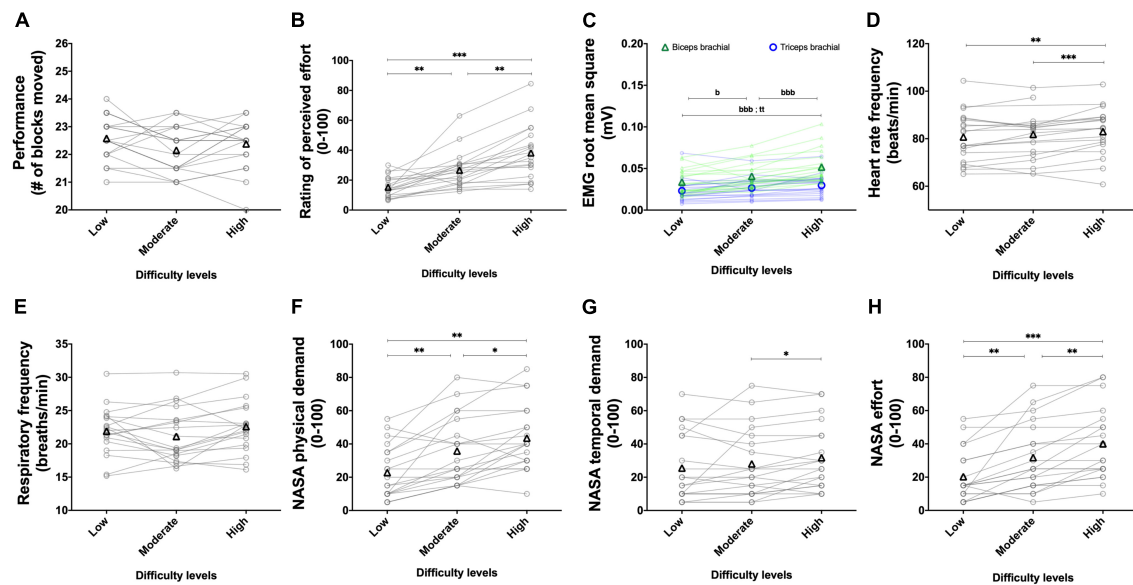 A
Performance
(# of blocks moved)
26
25
24
23
22
21
20
Low
Moderate
High
Difficulty levels
B
Rating of perceived effort
(0-100)
100
80
60
40
20
0
***
**
**
Low
Moderate
High
Difficulty levels
C
EMG root mean square
(mV)
0.20
0.15
0.10
0.05
0.00
Biceps brachial
Triceps brachial
b
bbb
bbb ; tt
Low
Moderate
High
Difficulty levels
D
Heart rate frequency
(beats/min)
120
100
80
60
**
***
Low
Moderate
High
Difficulty levels
E
Respiratory frequency
(breaths/min)
35
30
25
20
15
10
Low
Moderate
High
Difficulty levels
F
NASA physical demand
(0-100)
100
80
60
40
20
0
**
**
*
Low
Moderate
High
Difficulty levels
G
NASA temporal demand
(0-100)
100
80
60
40
20
0
*
Low
Moderate
High
Difficulty levels
H
NASA effort
(0-100)
100
80
60
40
20
0
***
**
**
Low
Moderate
High
Difficulty levels